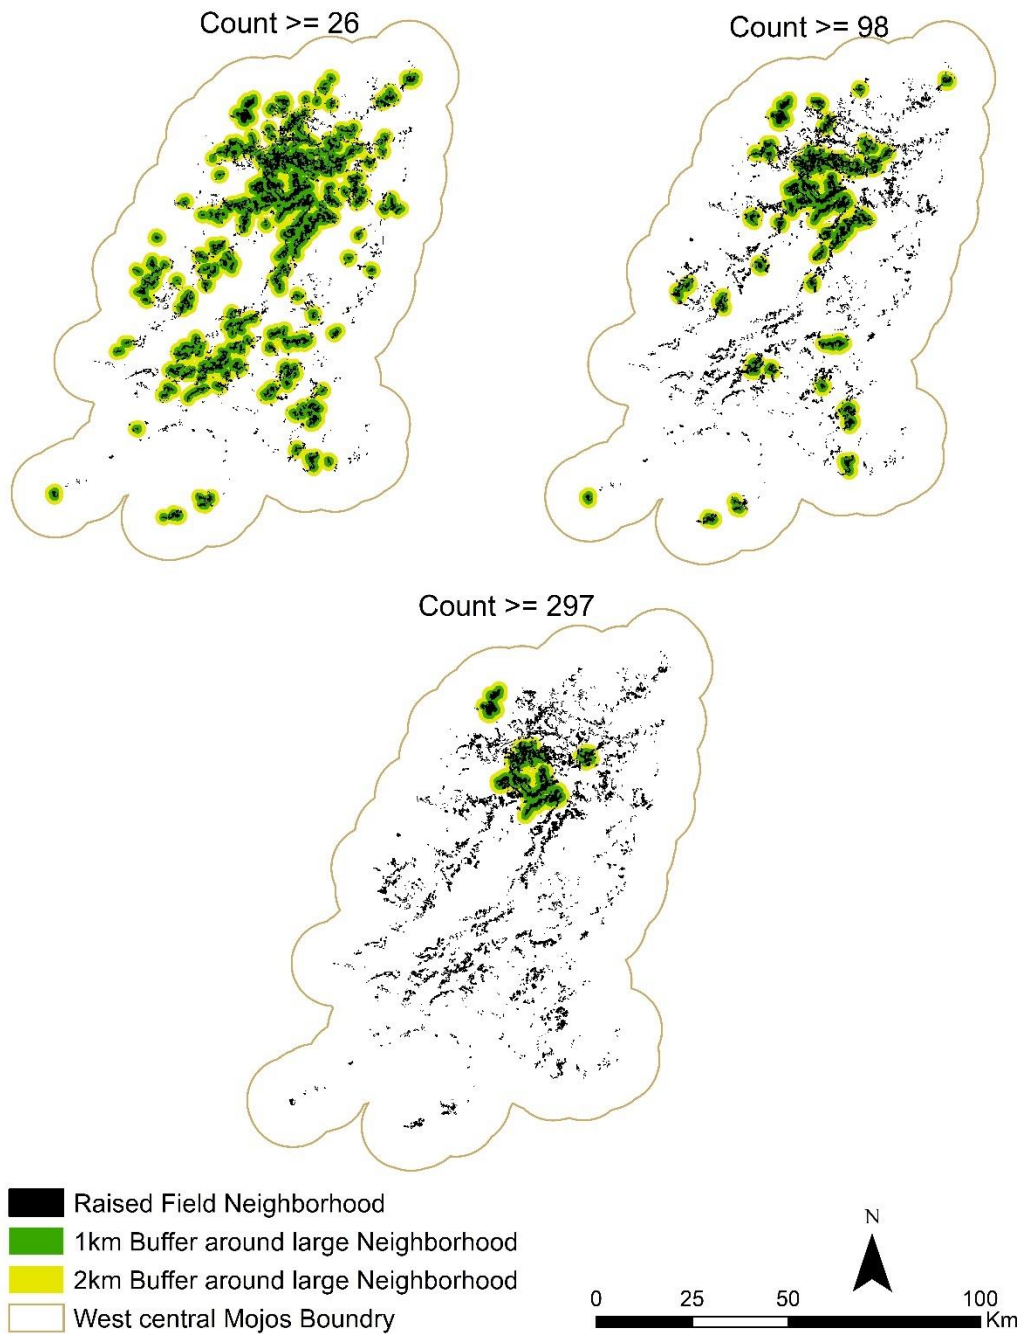 Count >= 26
Count >= 98
Count >= 297
Raised Field Neighborhood
1km Buffer around large Neighborhood
2km Buffer around large Neighborhood
West central Mojos Boundry
N
0 25 50 100
Km